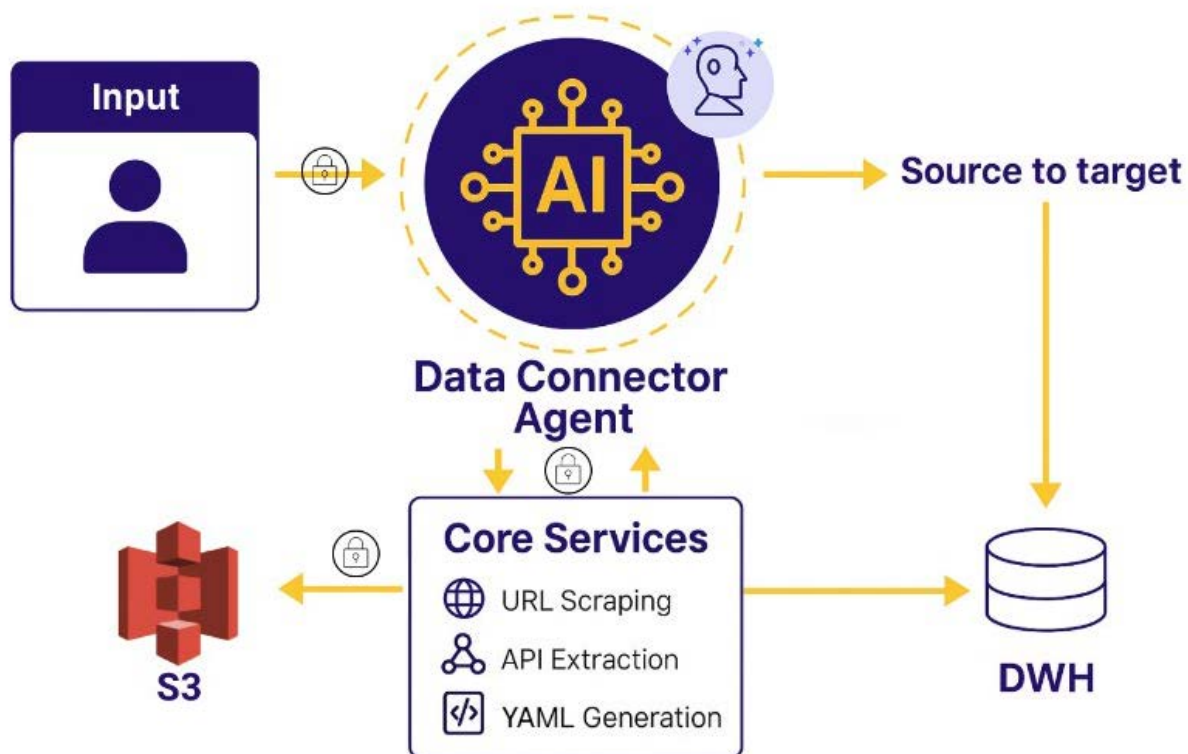 Input
AI
Source to target
Data Connector
Agent
Core Services
URL Scraping
API Extraction
YAML Generation
S3
DWH